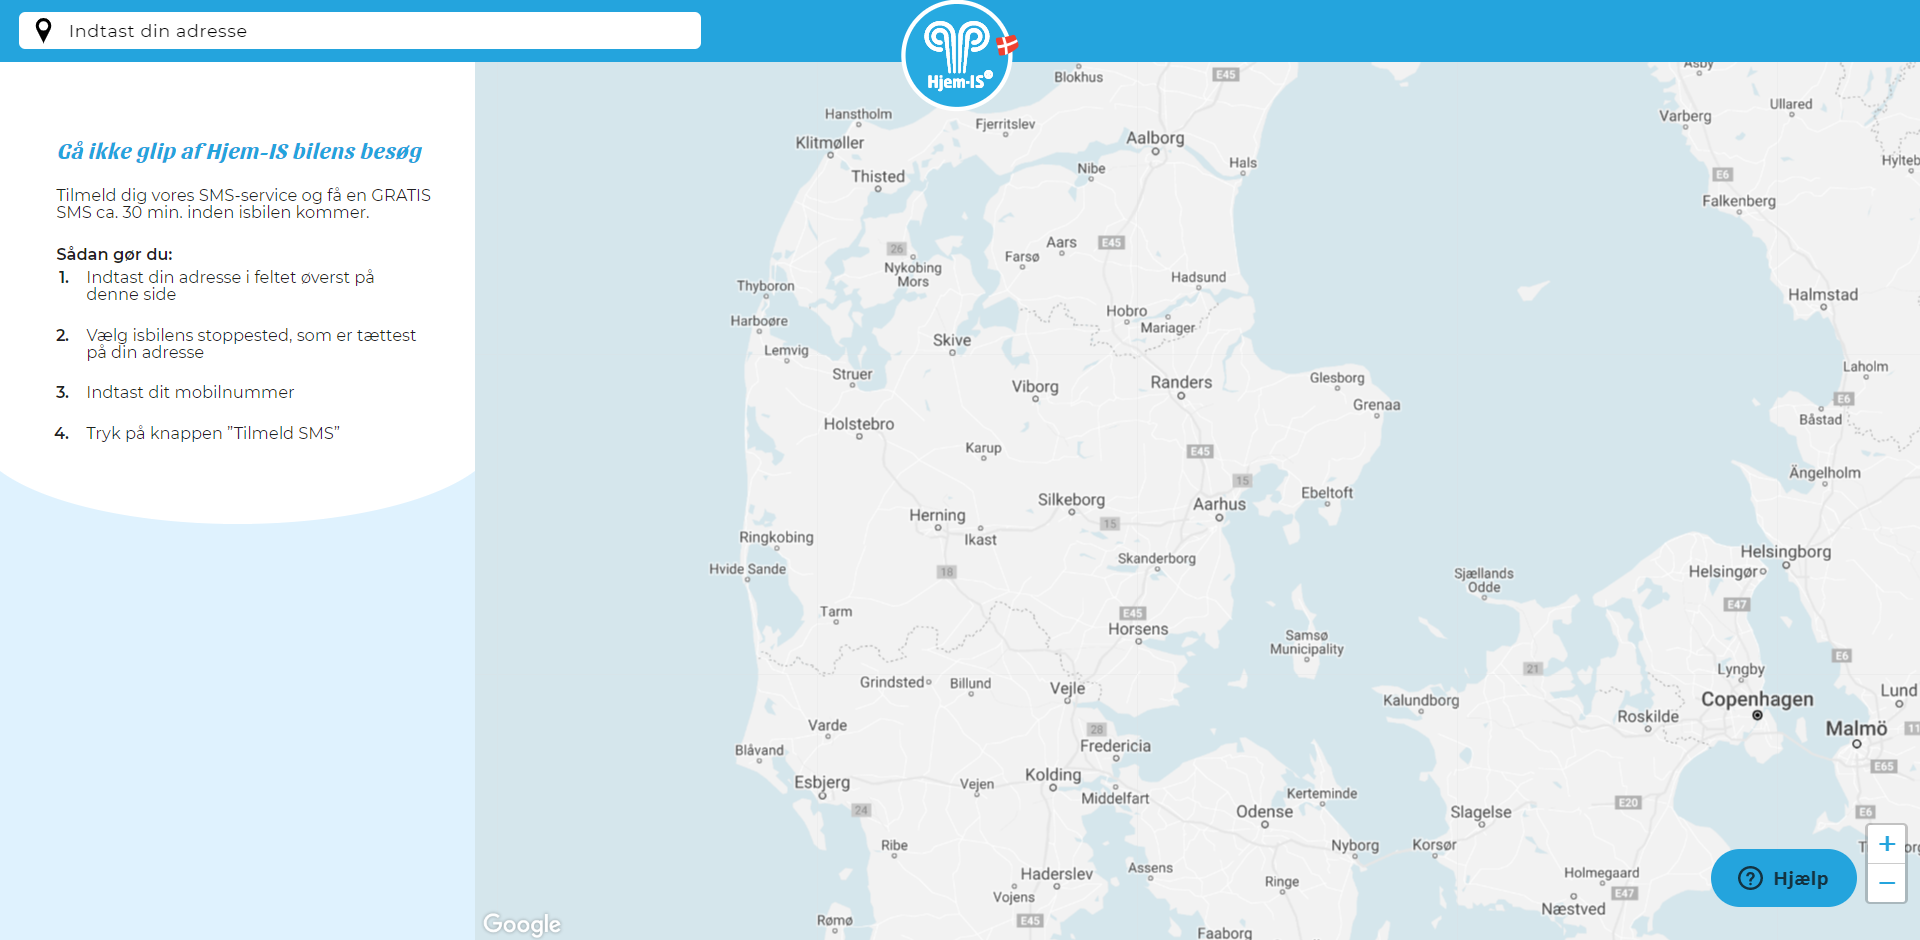 Indtast din adresse
Hjem-IS®
Gå ikke glip af Hjem-IS bilens besøg
Tilmeld dig vores SMS-service og få en GRATIS
SMS ca. 30 min. inden isbilen kommer.
Sådan gør du:
1. Indtast din adresse i feltet øverst på
denne side
2. Vælg isbilens stoppested, som er tættest
på din adresse
3. Indtast dit mobilnummer
4. Tryk på knappen ”Tilmeld SMS”
Blokhus
E45
Asby
Hanstholm
Fjerritslev
Ullared
Varberg
Klitmøller
Aalborg
Hals
Hylteb
Nibe
E6
Thisted
Falkenberg
Aars
E45
26
Farsø
Nykobing
Mors
Hadsund
Thyboron
Halmstad
Hobro
Harboøre
Mariager
Skive
Lemvig
Laholm
Struer
Glesborg
Viborg
Randers
E6
Grenaa
Båstad
Holstebro
Karup
E45
Ängelholm
15
Ebeltoft
Silkeborg
Aarhus
Herning
15
Ikast
Ringkobing
Helsingborg
Skanderborg
Hvide Sande
18
Sjællands
Odde
Helsingør
E47
Tarm
E45
Horsens
Samsø
Municipality
E6
21
Lyngby
Grindsted
Billund
Vejle
Lund
Kalundborg
Copenhagen
Roskilde
Varde
28
Malmö
11
Blåvand
Fredericia
E65
Esbjerg
Vejen
Kolding
Middelfart
Kerteminde
24
Odense
E20
Slagelse
E6
Ribe
Nyborg
Korsør
+
Haderslev
Assens
Holmegaard
Ringe
Hjælp
−
Vojens
E47
Næstved
Rømø
E45
Faaborg
Google